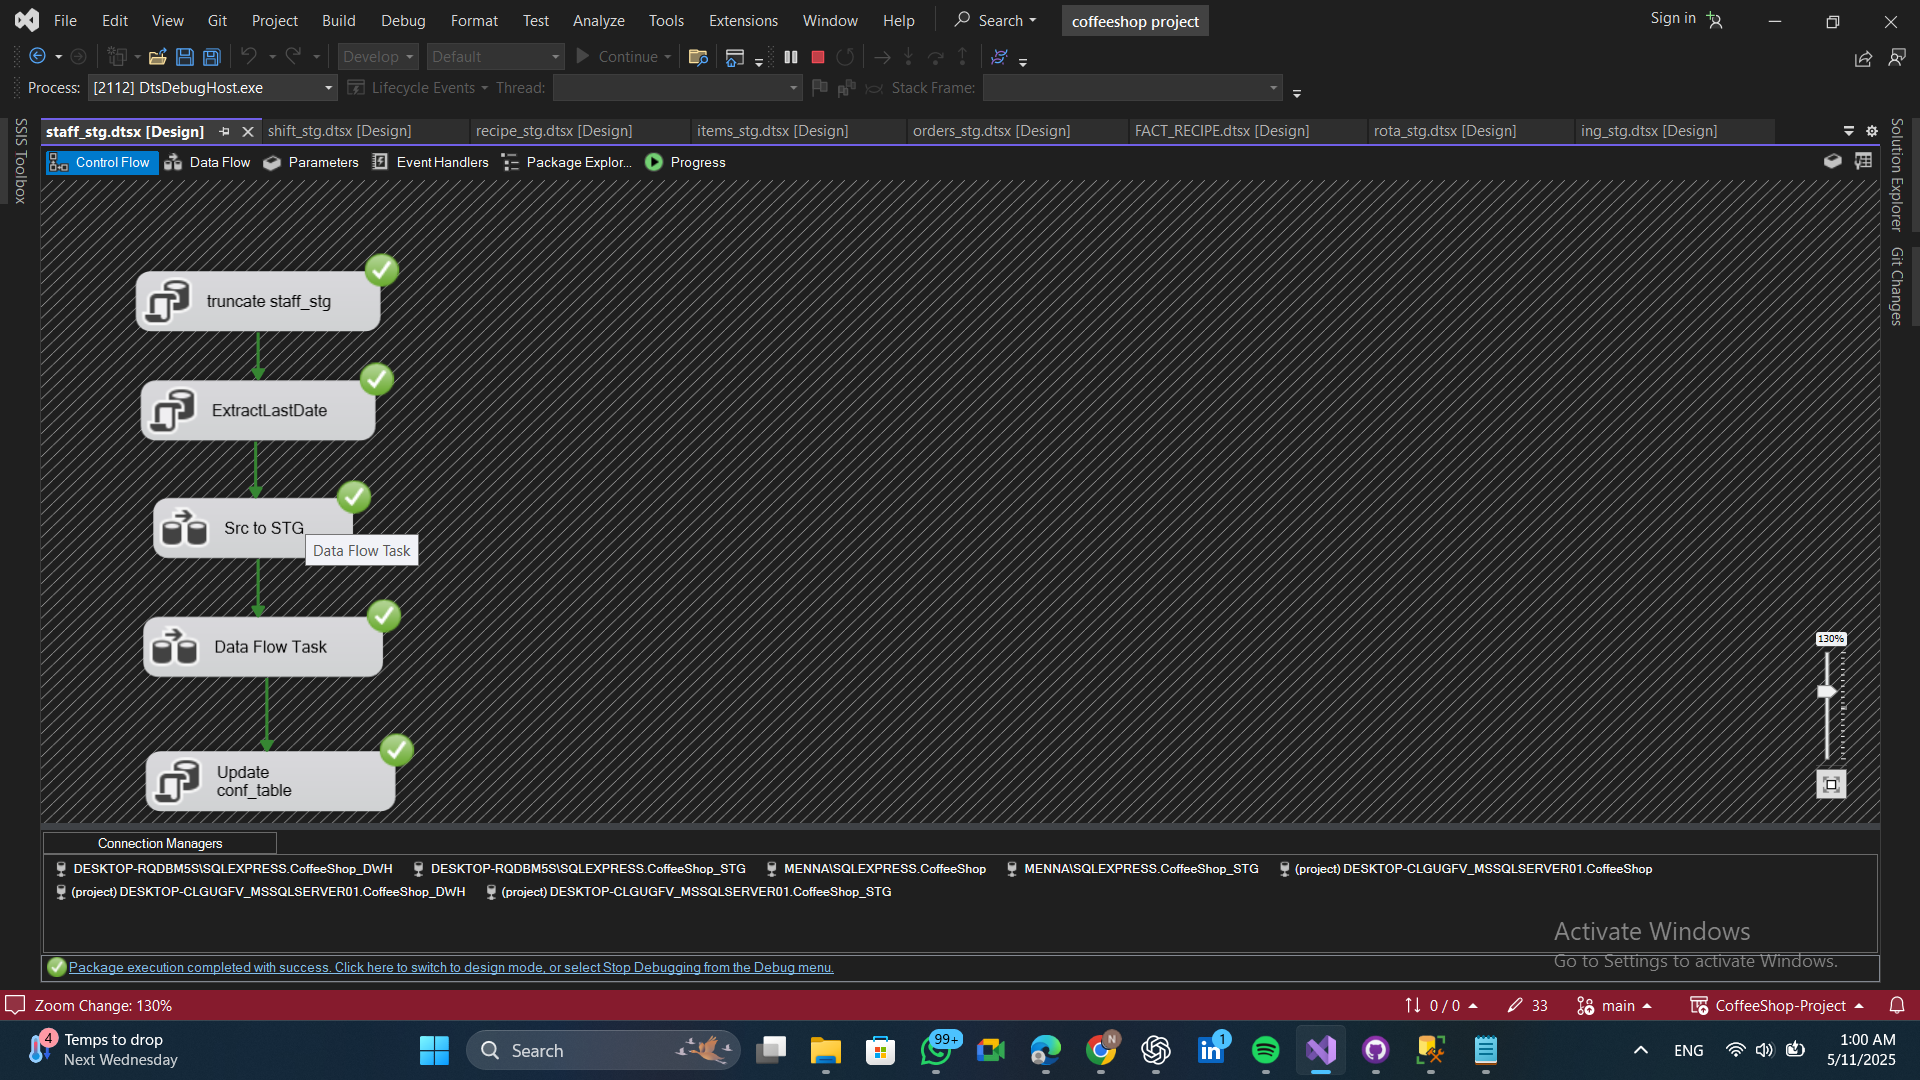 File Edit View Git Project Build Debug Format Test Analyze Tools Extensions Window Help Search coffeeshop project Sign in
Develop Default Continue
Process: [2112] DtsDebugHost.exe Lifecycle Events Thread: Stack Frame:
staff_stg.dtsx [Design] shift_stg.dtsx [Design] recipe_stg.dtsx [Design] items_stg.dtsx [Design] orders_stg.dtsx [Design] FACT_RECIPE.dtsx [Design] rota_stg.dtsx [Design] ing_stg.dtsx [Design]
Control Flow Data Flow Parameters Event Handlers Package Explor... Progress
SSIS Toolbox
Solution Explorer
Git Changes
truncate staff_stg
ExtractLastDate
Src to STG
Data Flow Task
Data Flow Task
Update
conf_table
130%
Connection Managers
DESKTOP-RQDBM5S\SQLEXPRESS.CoffeeShop_DWH DESKTOP-RQDBM5S\SQLEXPRESS.CoffeeShop_STG MENNA\SQLEXPRESS.CoffeeShop MENNA\SQLEXPRESS.CoffeeShop_STG (project) DESKTOP-CLGUGFV_MSSQLSERVER01.CoffeeShop
(project) DESKTOP-CLGUGFV_MSSQLSERVER01.CoffeeShop_DWH (project) DESKTOP-CLGUGFV_MSSQLSERVER01.CoffeeShop_STG
Activate Windows
Go to Settings to activate Windows.
Package execution completed with success. Click here to switch to design mode, or select Stop Debugging from the Debug menu.
Zoom Change: 130% 0 / 0 33 main CoffeeShop-Project
4 Temps to drop
Next Wednesday
Search
99+
N
1
ENG
1:00 AM
5/11/2025